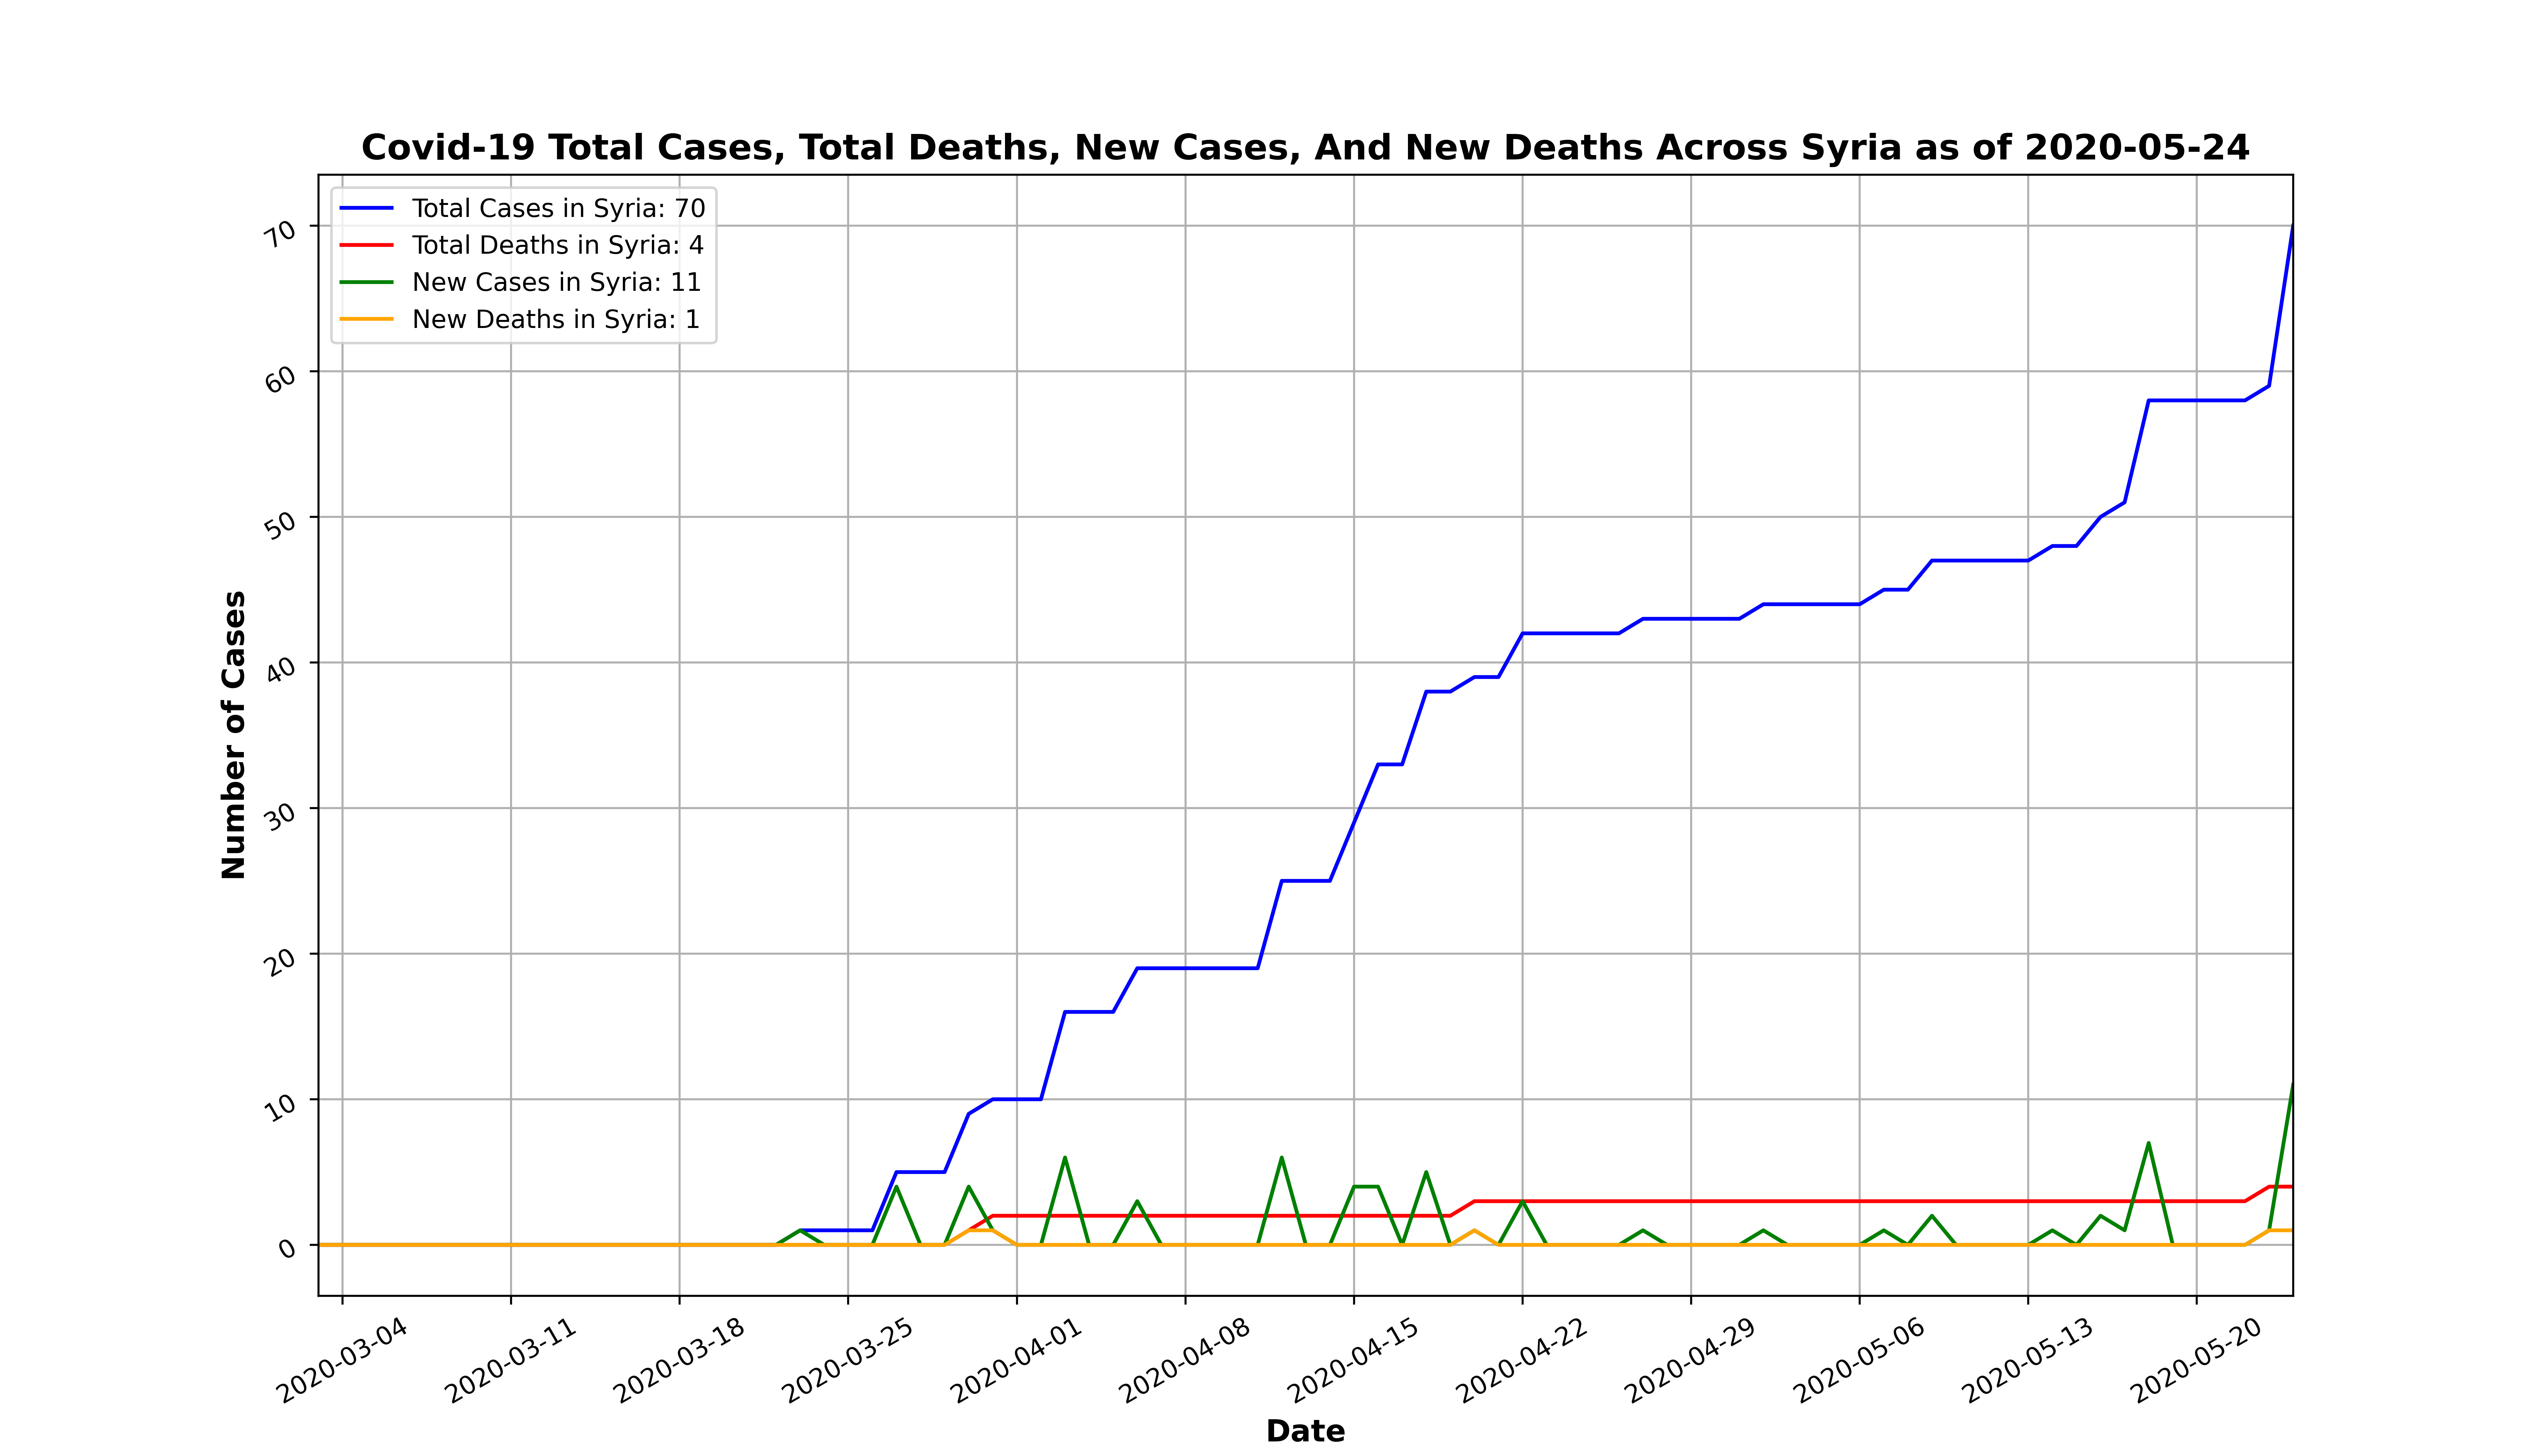 Covid-19 Total Cases, Total Deaths, New Cases, And New Deaths Across Syria as of 2020-05-24
Total Cases in Syria: 70
Total Deaths in Syria: 4
New Cases in Syria: 11
New Deaths in Syria: 1
Number of Cases
70
60
50
40
30
20
10
0
2020-03-04
2020-03-11
2020-03-18
2020-03-25
2020-04-01
2020-04-08
2020-04-15
2020-04-22
2020-04-29
2020-05-06
2020-05-13
2020-05-20
Date